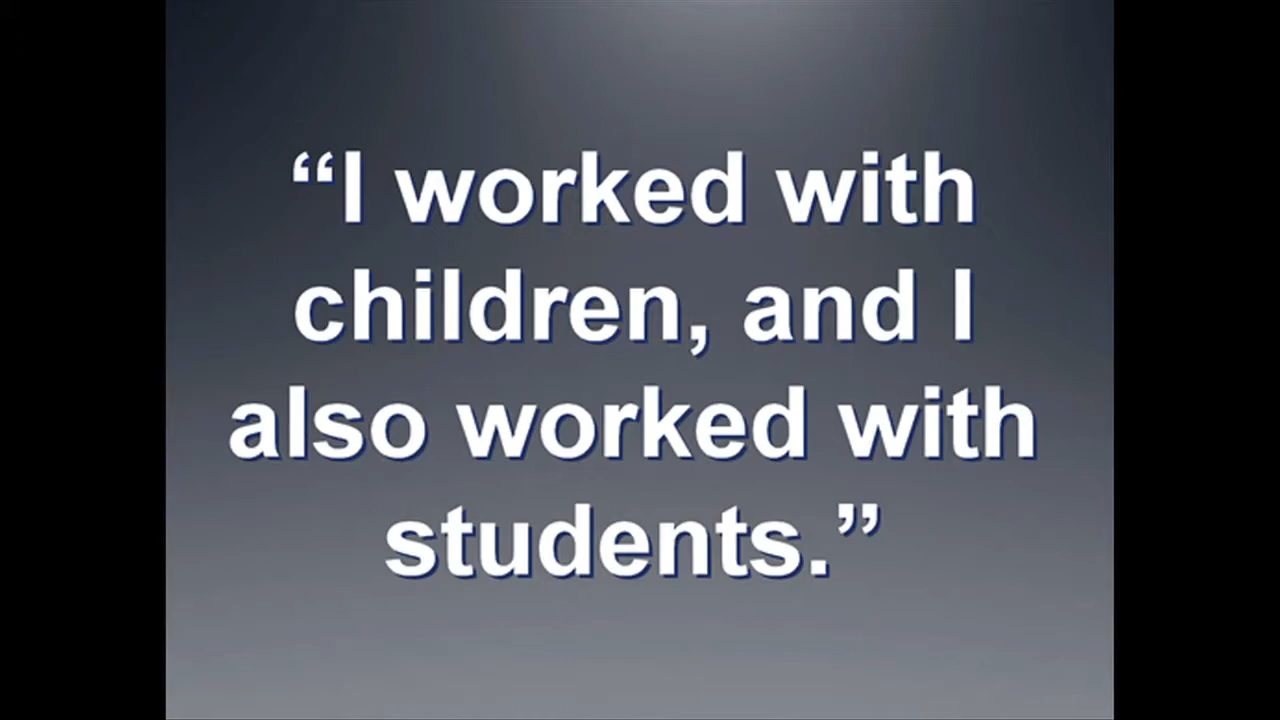 “I worked with
children, and I
also worked with
students.”